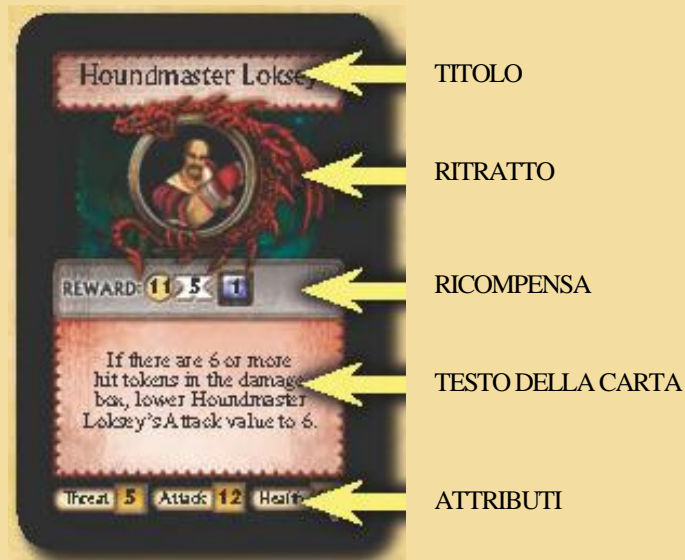 Houndmaster Loksey
TITOLO
RITRATTO
REWARD: 11 5 1
RICOMPENSA
If there are 6 or more
hit tokens in the damage
box, lower Houndmaster
Loksey's Attack value to 6.
TESTO DELLA CARTA
Threat 5 Attack 12 Health
ATTRIBUTI